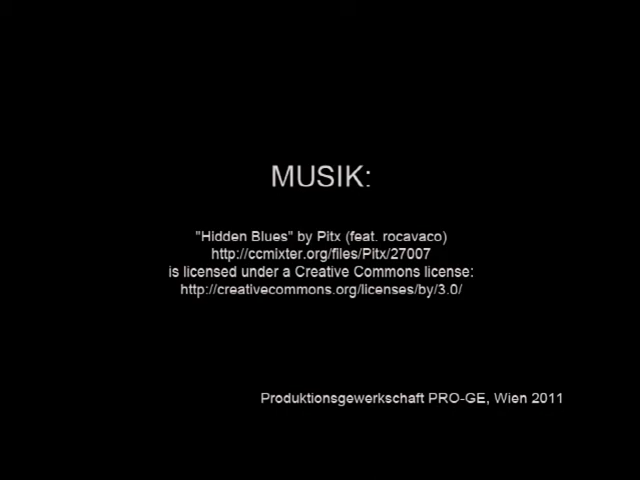 MUSIK:
"Hidden Blues" by Pitx (feat. rocavaco)
http://ccmixter.org/files/Pitx/27007
is licensed under a Creative Commons license:
http://creativecommons.org/licenses/by/3.0/
Produktionsgewerkschaft PRO-GE, Wien 2011